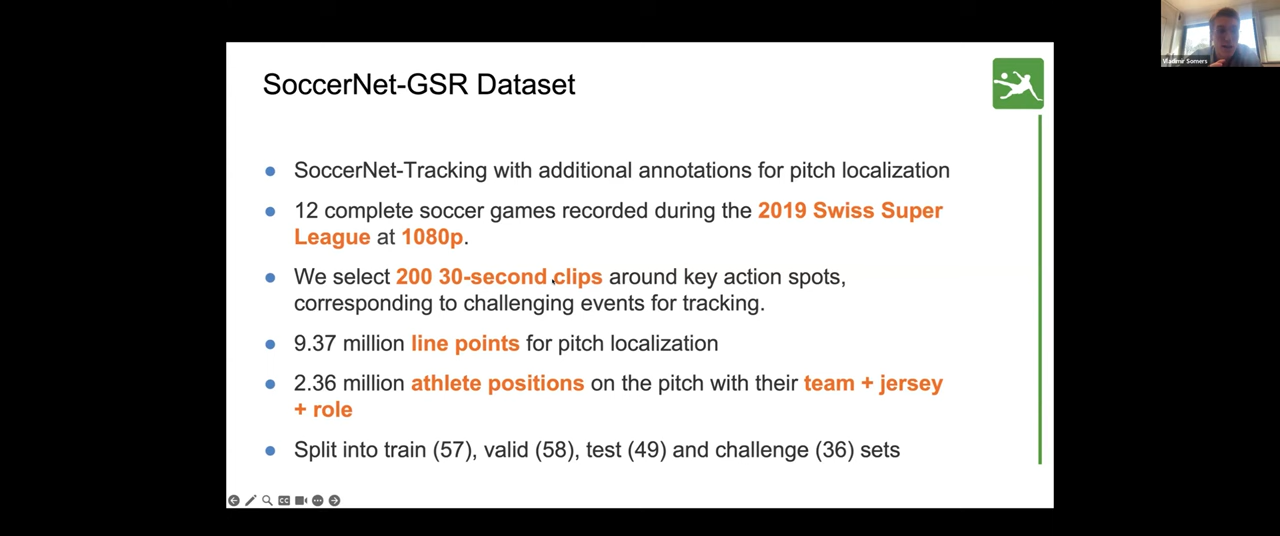 Vladimir Somers
SoccerNet-GSR Dataset
SoccerNet-Tracking with additional annotations for pitch localization
12 complete soccer games recorded during the 2019 Swiss Super
League at 1080p.
We select 200 30-second clips around key action spots,
corresponding to challenging events for tracking.
9.37 million line points for pitch localization
2.36 million athlete positions on the pitch with their team + jersey
+ role
Split into train (57), valid (58), test (49) and challenge (36) sets